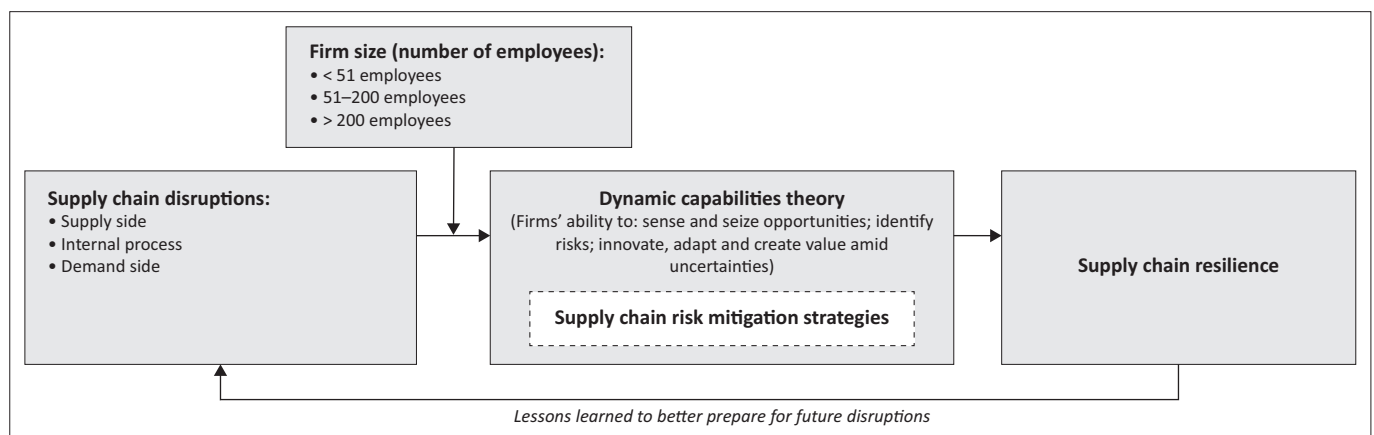 Firm size (number of employees):
• < 51 employees
• 51–200 employees
• > 200 employees
Supply chain disruptions:
• Supply side
• Internal process
• Demand side
Dynamic capabilities theory
(Firms’ ability to: sense and seize opportunities; identify
risks; innovate, adapt and create value amid
uncertainties)
Supply chain risk mitigation strategies
Supply chain resilience
Lessons learned to better prepare for future disruptions